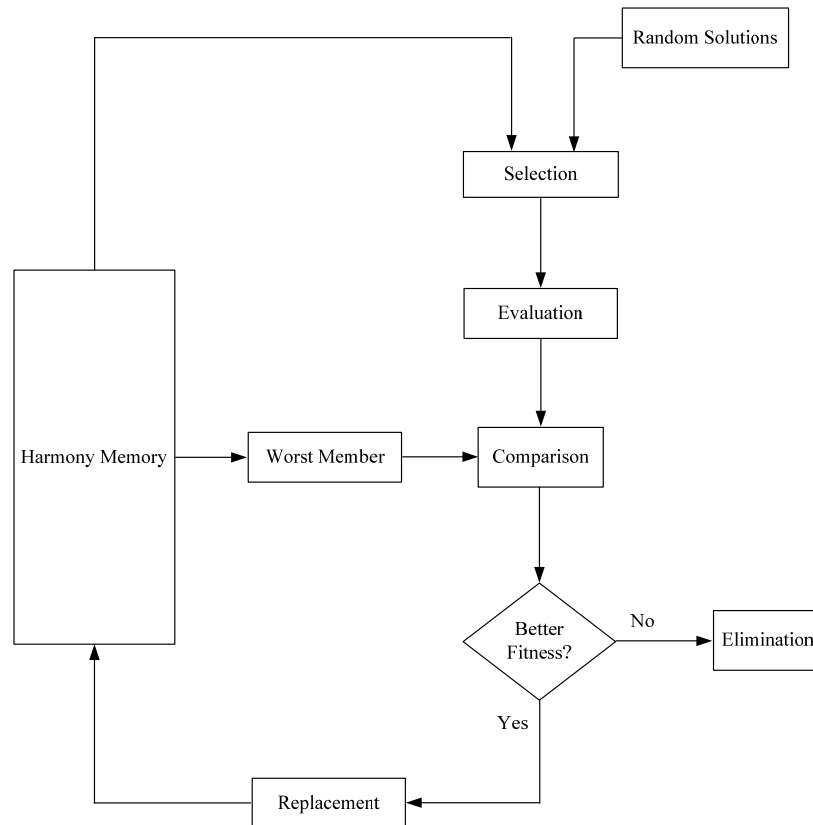 Random Solutions
Selection
Evaluation
Harmony Memory
Worst Member
Comparison
Better
Fitness?
No
Elimination
Yes
Replacement